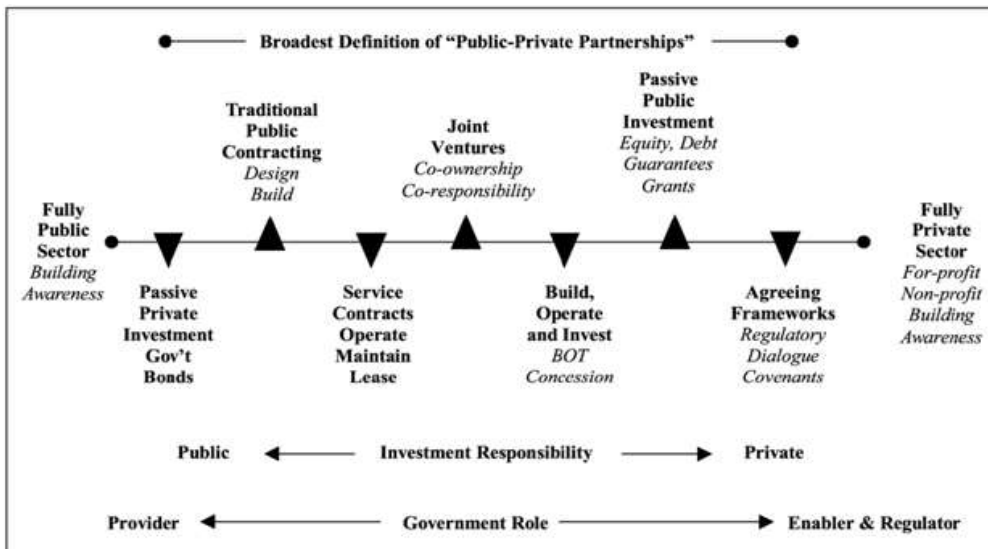 Broadest Definition of “Public-Private Partnerships”
Traditional
Public
Contracting
Design
Build
Joint
Ventures
Co-ownership
Co-responsibility
Passive
Public
Investment
Equity, Debt
Guarantees
Grants
Fully
Public
Sector
Building
Awareness
Fully
Private
Sector
For-profit
Non-profit
Building
Awareness
Passive
Private
Investment
Gov’t
Bonds
Service
Contracts
Operate
Maintain
Lease
Build,
Operate
and Invest
BOT
Concession
Agreeing
Frameworks
Regulatory
Dialogue
Covenants
Public Investment Responsibility Private
Provider Government Role Enabler & Regulator